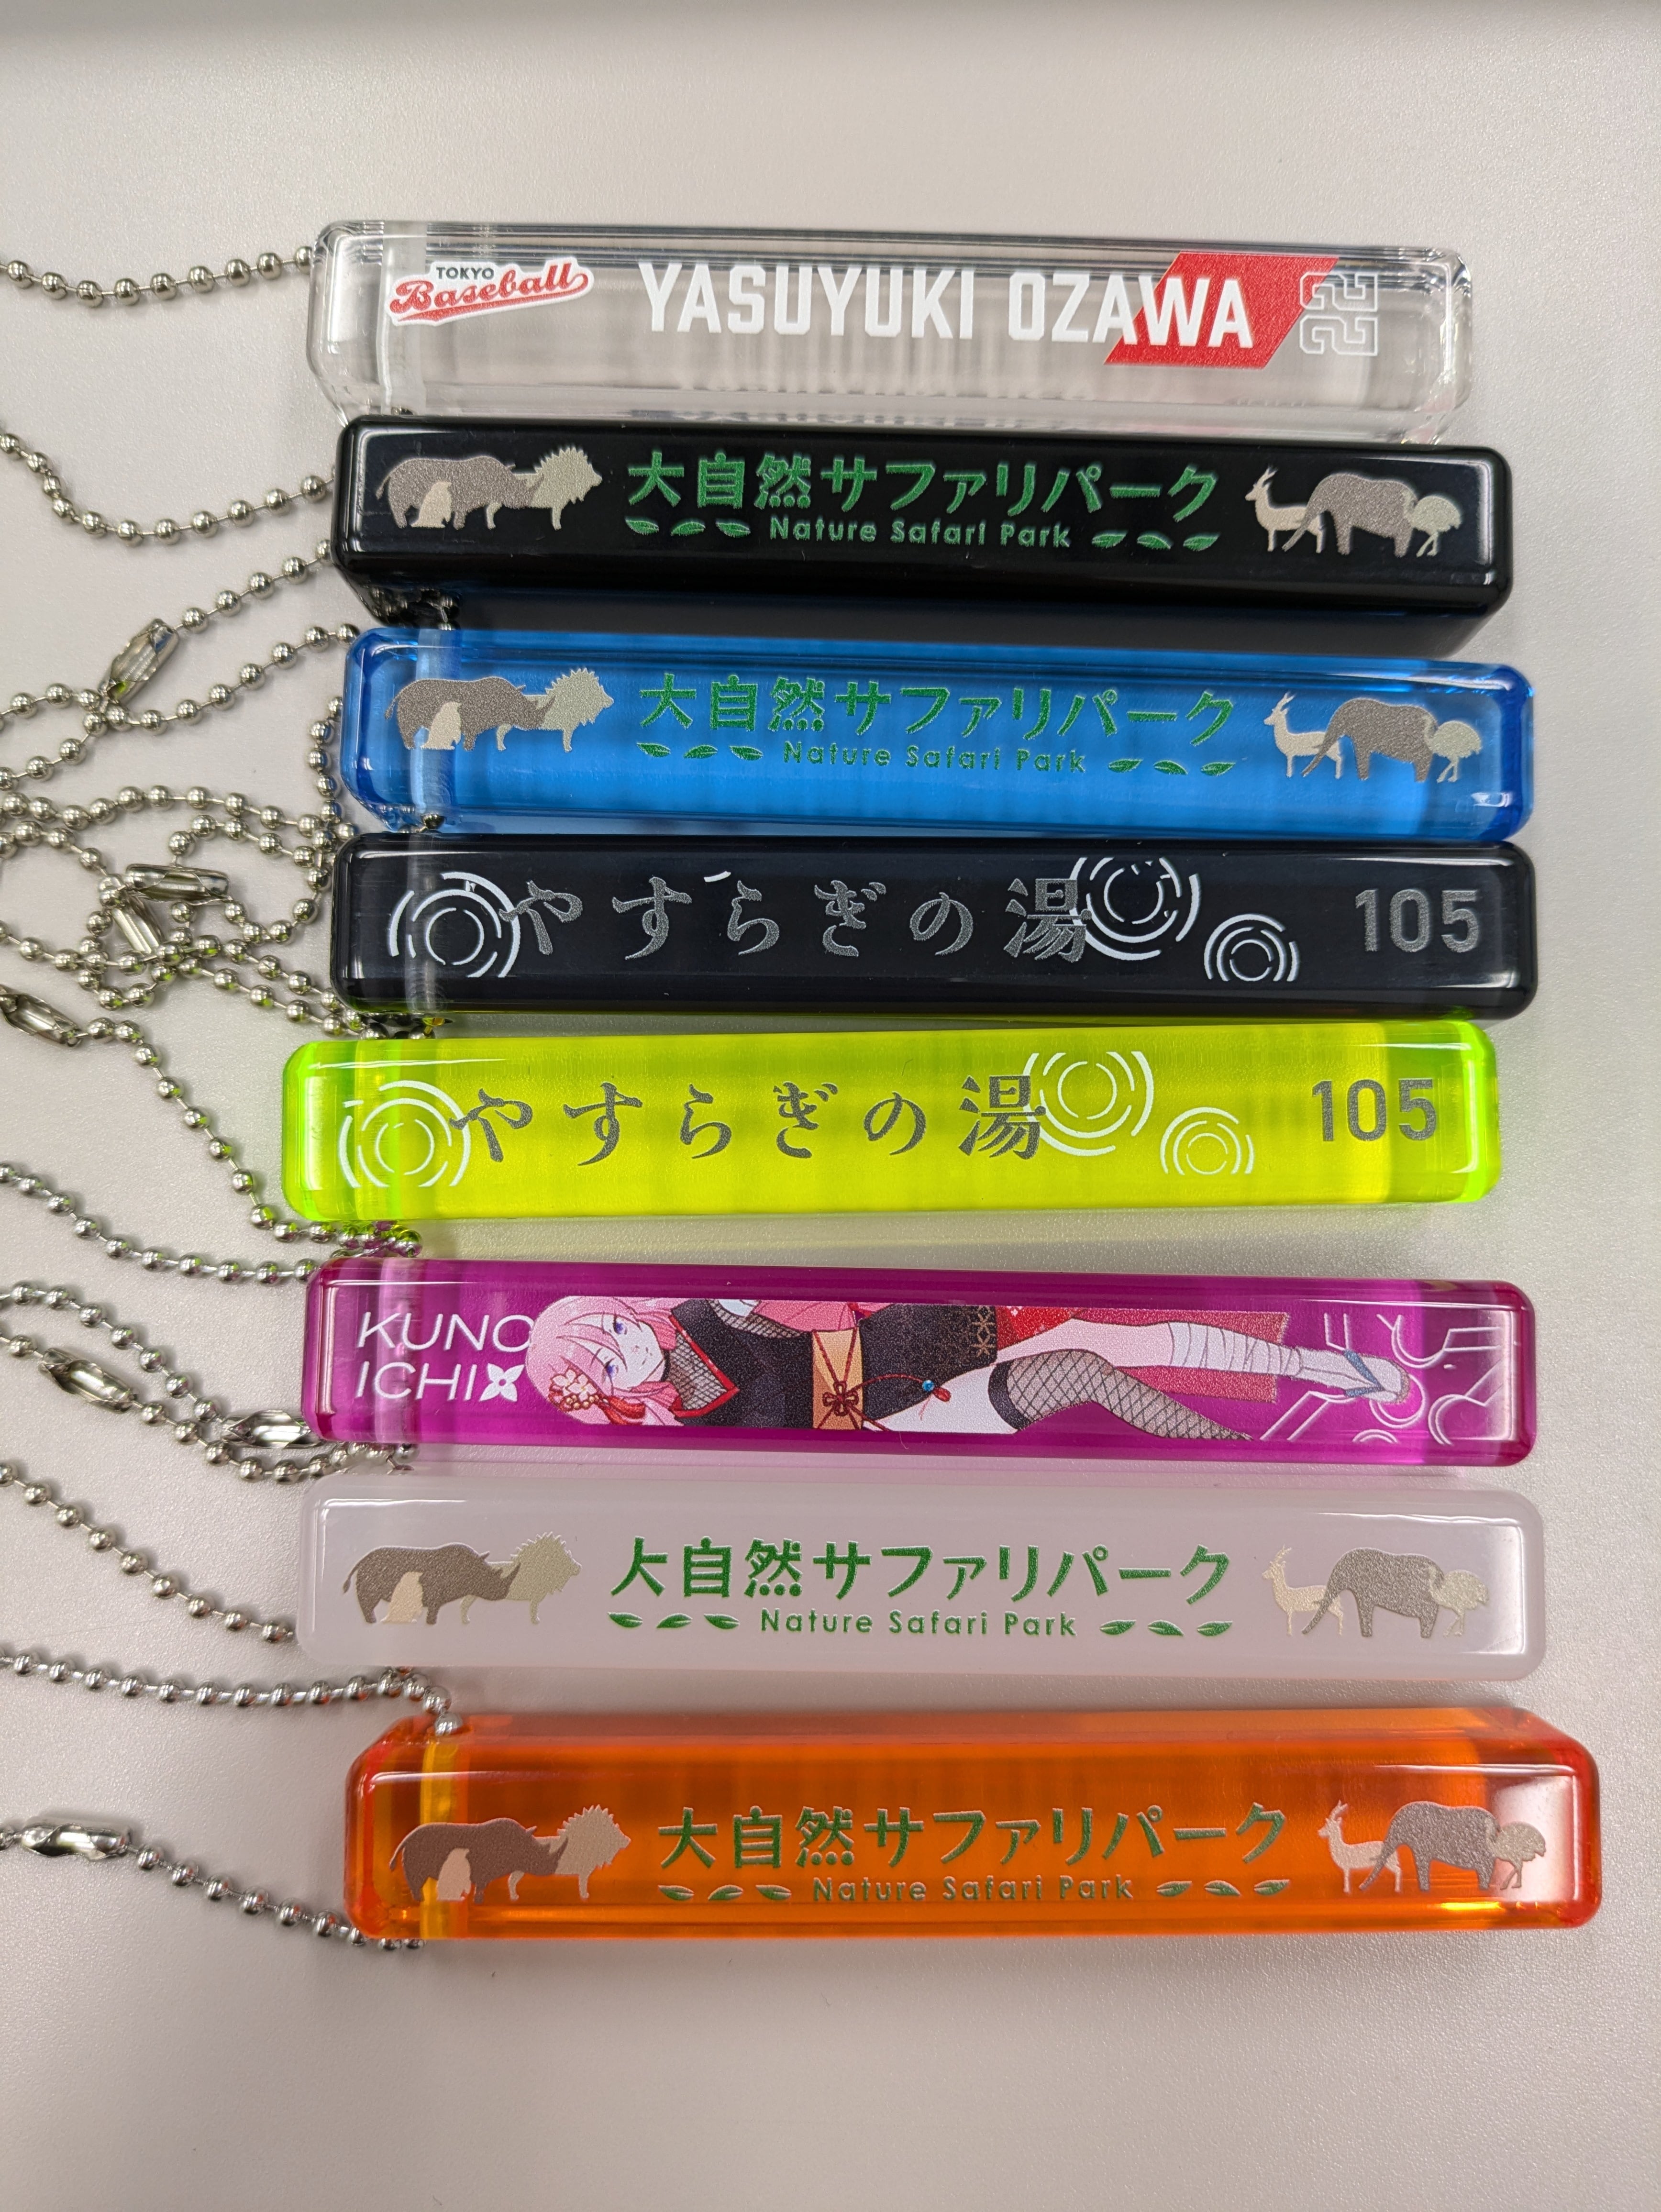 TOKYO
Baseball
YASUYUKI OZAWA
22
大自然サファリパーク
Nature Safari Park
大自然サファリパーク
Nature Safari Park
やすらぎの湯
105
やすらぎの湯
105
KUNO
ICHI
大自然サファリパーク
Nature Safari Park
大自然サファリパーク
Nature Safari Park